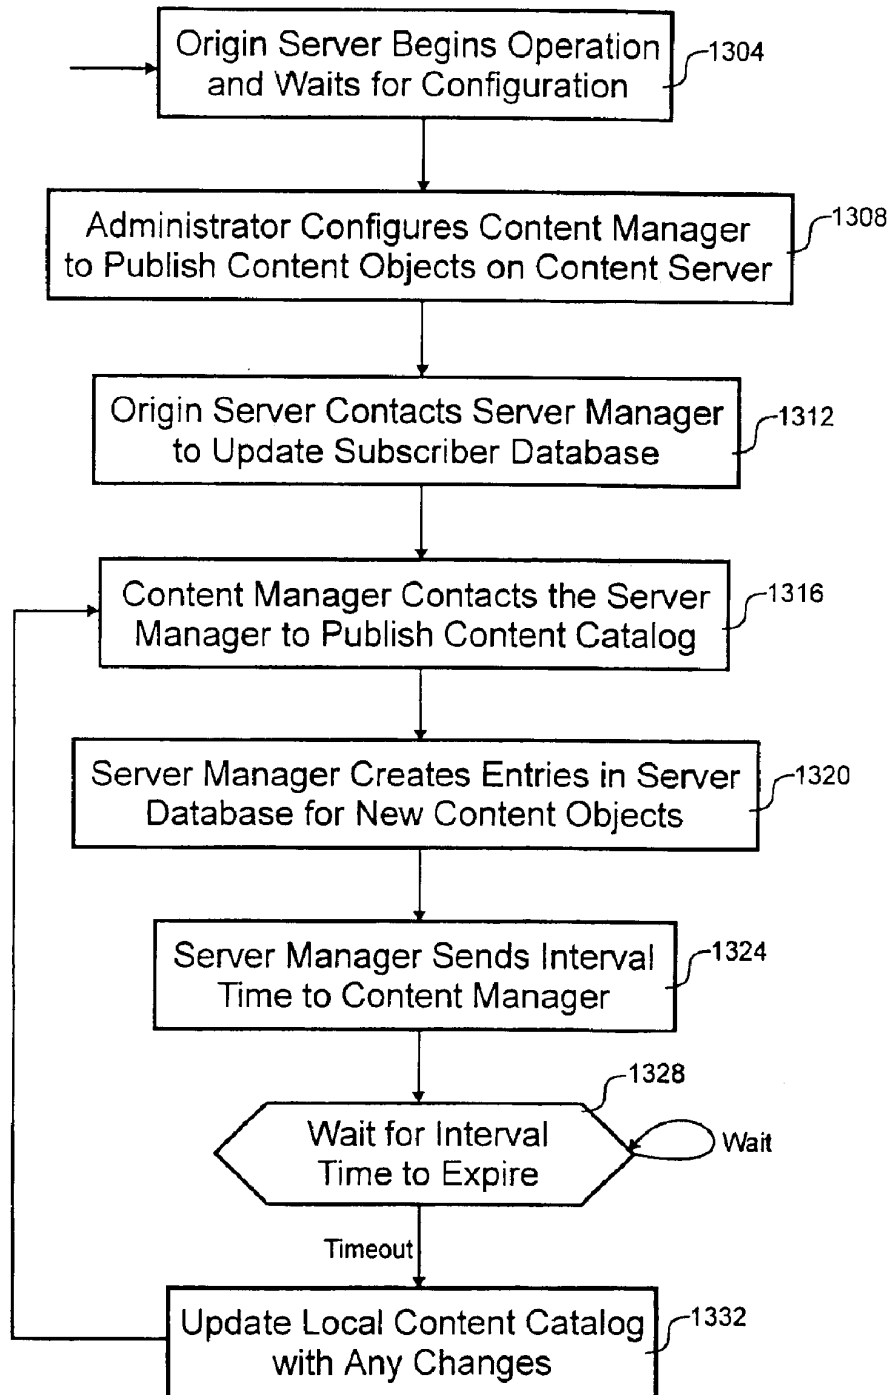 Origin Server Begins Operation
and Waits for Configuration
1304
Administrator Configures Content Manager
to Publish Content Objects on Content Server
1308
Origin Server Contacts Server Manager
to Update Subscriber Database
1312
Content Manager Contacts the Server
Manager to Publish Content Catalog
1316
Server Manager Creates Entries in Server
Database for New Content Objects
1320
Server Manager Sends Interval
Time to Content Manager
1324
1328
Wait for Interval
Time to Expire
Wait
Timeout
Update Local Content Catalog
with Any Changes
1332